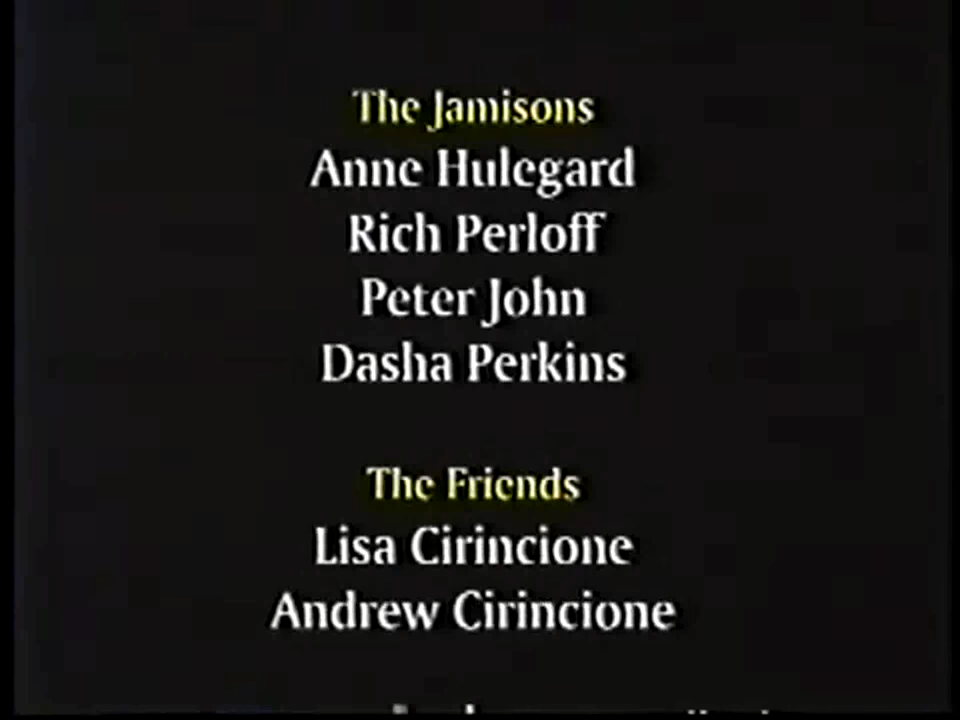 The Jamisons
Anne Hulegard
Rich Perloff
Peter John
Dasha Perkins
The Friends
Lisa Cirincione
Andrew Cirincione